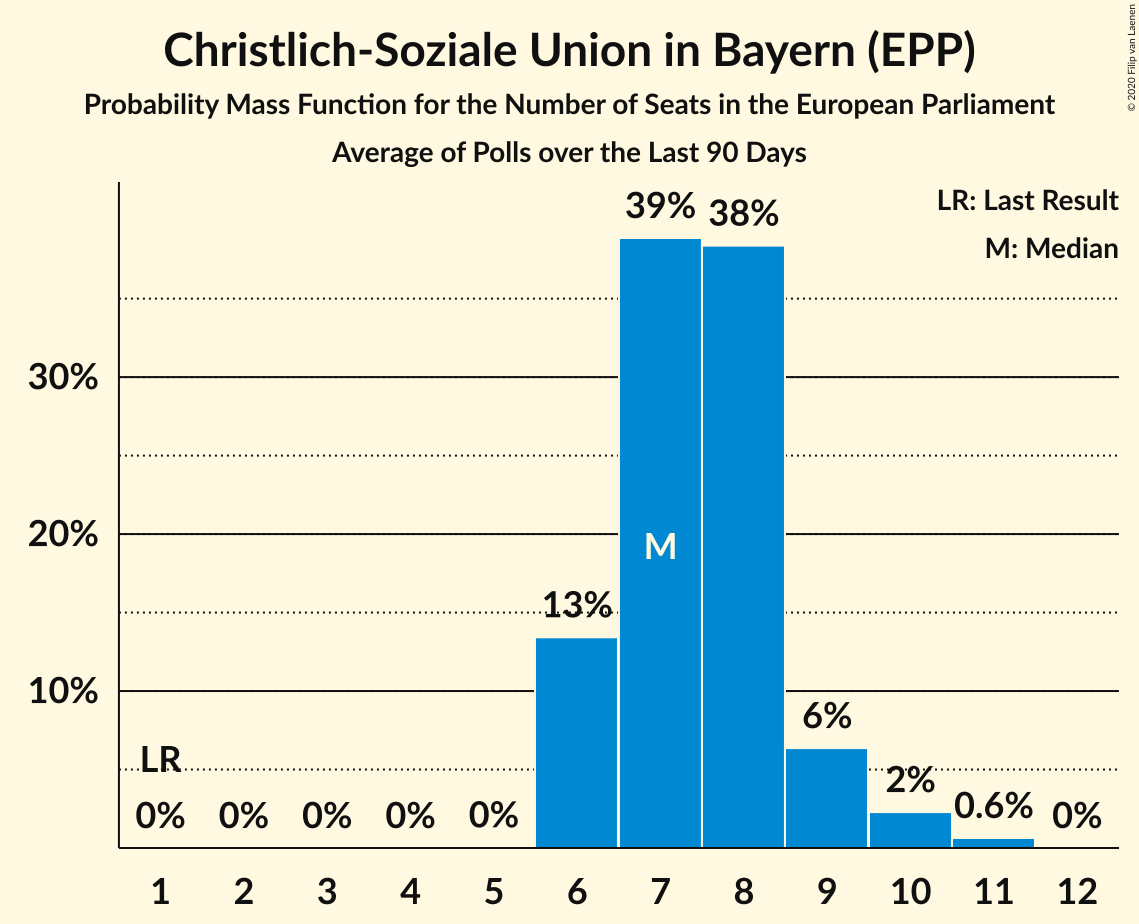 Christlich-Soziale Union in Bayern (EPP)
Probability Mass Function for the Number of Seats in the European Parliament
Average of Polls over the Last 90 Days
© 2020 Filip van Laenen
LR: Last Result
M: Median
39% 38%
30%
20%
M
13%
10%
6%
LR
2%
0.6%
0% 0% 0% 0% 0% 0%
1 2 3 4 5 6 7 8 9 10 11 12